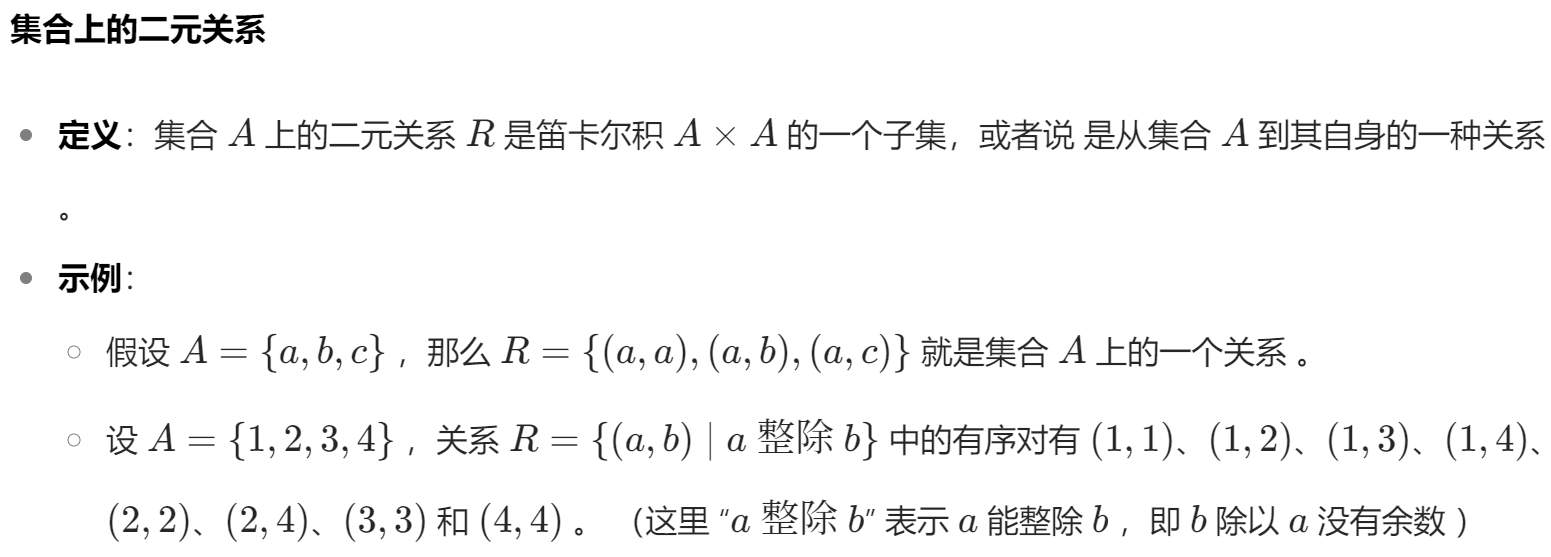 集合上的二元关系
• 定义：集合 A 上的二元关系 R 是笛卡尔积 A × A 的一个子集，或者说 是从集合 A 到其自身的一种关系
。
• 示例：
○ 假设 A = {a, b, c} ，那么 R = {(a, a), (a, b), (a, c)} 就是集合 A 上的一个关系 。
○ 设 A = {1, 2, 3, 4} ，关系 R = {(a, b) ∣ a 整除 b} 中的有序对有 (1, 1)、(1, 2)、(1, 3)、(1, 4)、
(2, 2)、(2, 4)、(3, 3) 和 (4, 4) 。 （这里 “a 整除 b” 表示 a 能整除 b ，即 b 除以 a 没有余数 ）